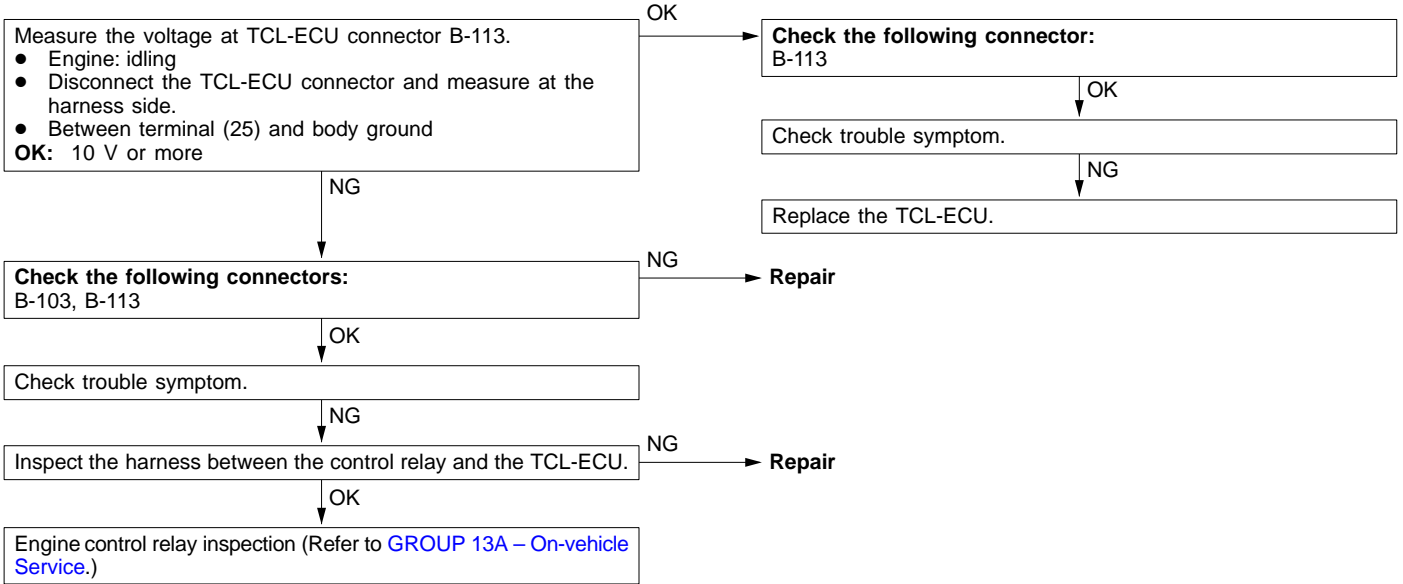 Measure the voltage at TCL-ECU connector B-113.
● Engine: idling
● Disconnect the TCL-ECU connector and measure at the
harness side.
● Between terminal (25) and body ground
OK: 10 V or more
OK
Check the following connector:
B-113
OK
Check trouble symptom.
NG
Replace the TCL-ECU.
NG
Check the following connectors:
B-103, B-113
NG
Repair
OK
Check trouble symptom.
NG
Inspect the harness between the control relay and the TCL-ECU.
NG
Repair
OK
Engine control relay inspection (Refer to GROUP 13A – On-vehicle
Service.)